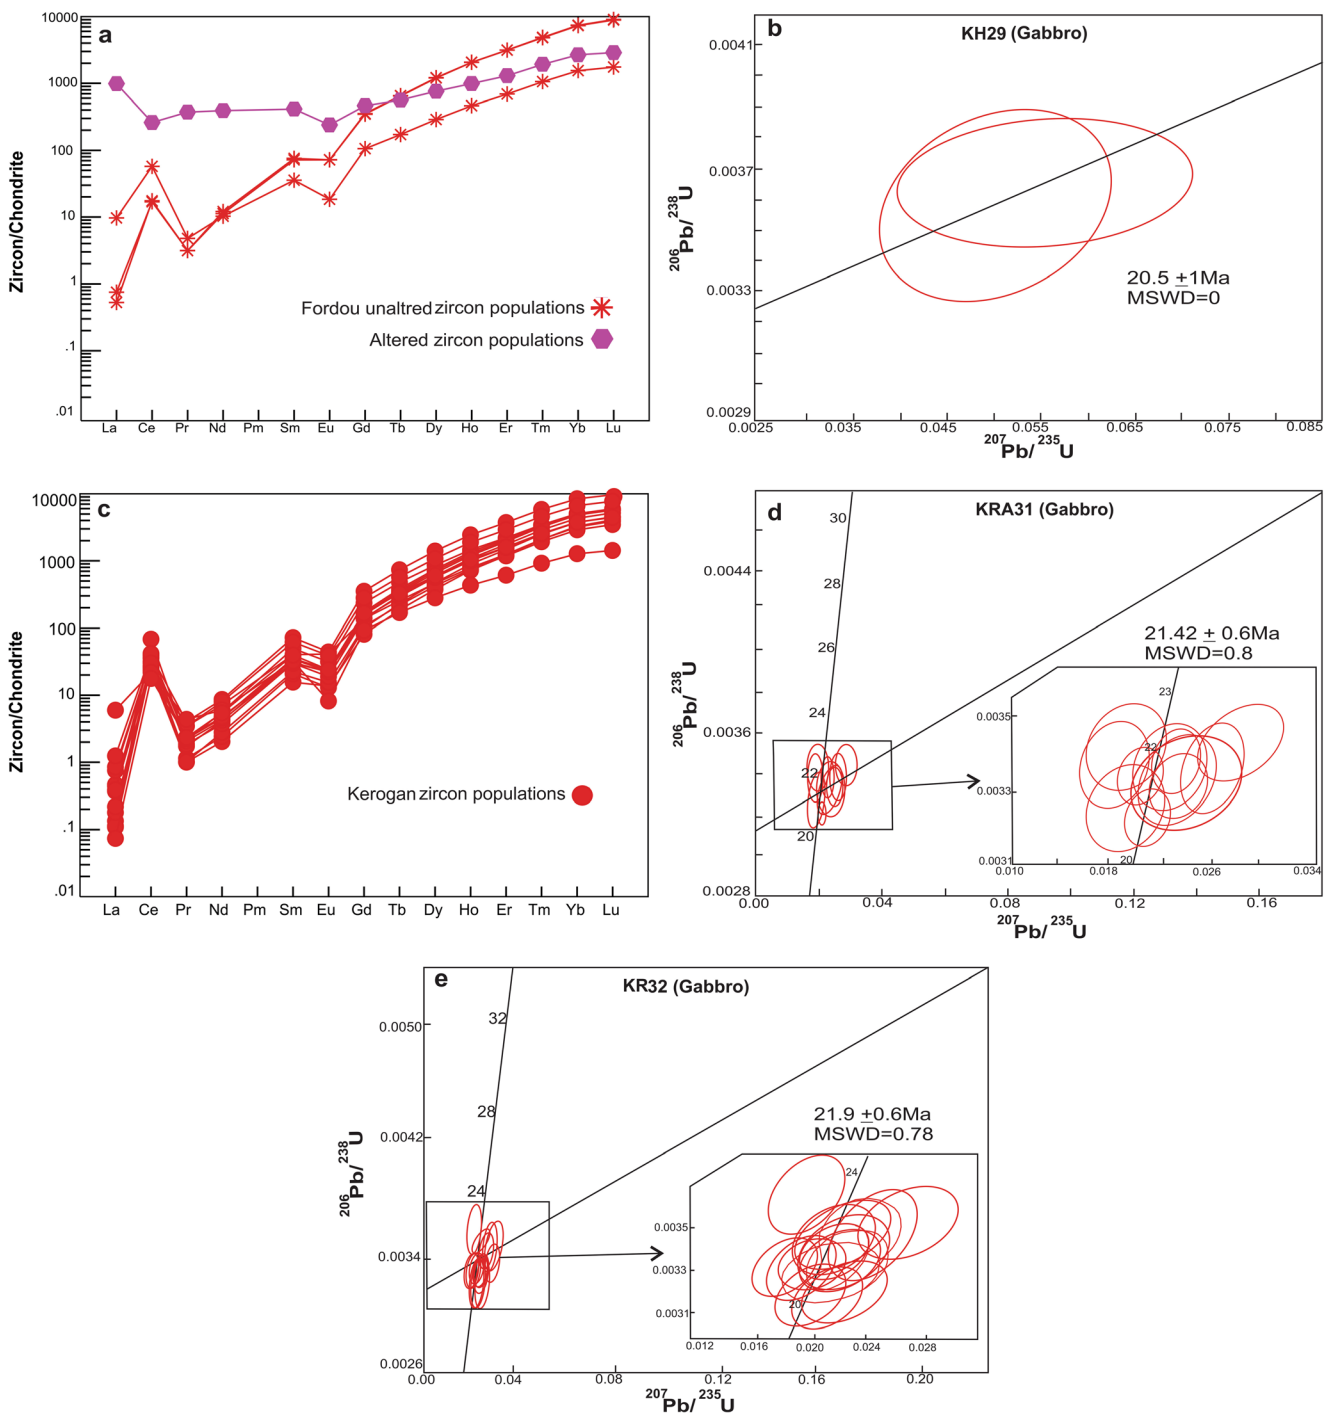 a
10000
1000
100
10
1
.1
.01
Zircon/Chondrite
Fordou unaltred zircon populations
Altered zircon populations
La Ce Pr Nd Pm Sm Eu Gd Tb Dy Ho Er Tm Yb Lu
b
KH29 (Gabbro)
0.0041
0.0037
0.0033
0.0029
206Pb/238U
20.5 ±1Ma
MSWD=0
0.0025 0.035 0.045 0.055 0.065 0.075 0.085
207Pb/235U
c
10000
1000
100
10
1
.1
.01
Zircon/Chondrite
Kerogan zircon populations
La Ce Pr Nd Pm Sm Eu Gd Tb Dy Ho Er Tm Yb Lu
d
KRA31 (Gabbro)
0.0044
0.0036
0.0028
206Pb/238U
30
28
26
24
22
20
21.42 ± 0.6Ma
MSWD=0.8
23
22
20
0.0035
0.0033
0.0031
0.010 0.018 0.026 0.034
0.00 0.04 0.08 0.12 0.16
207Pb/235U
e
KR32 (Gabbro)
0.0050
0.0042
0.0034
0.0026
206Pb/238U
32
28
24
21.9 ±0.6Ma
MSWD=0.78
24
20
0.0035
0.0033
0.0031
0.012 0.016 0.020 0.024 0.028
0.00 0.04 0.08 0.12 0.16 0.20
207Pb/235U